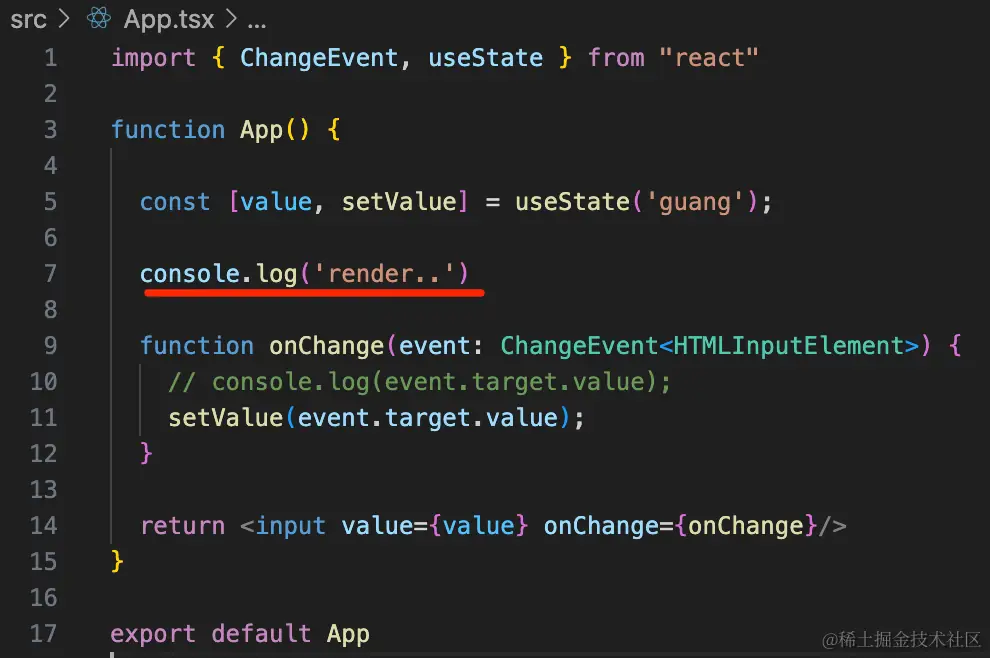 src > App.tsx > ...
1 import { ChangeEvent, useState } from "react"
2
3 function App() {
4
5 const [value, setValue] = useState('guang');
6
7 console.log('render..')
8
9 function onChange(event: ChangeEvent<HTMLInputElement>) {
10 // console.log(event.target.value);
11 setValue(event.target.value);
12 }
13
14 return <input value={value} onChange={onChange}/>
15 }
16
17 export default App
@稀土掘金技术社区